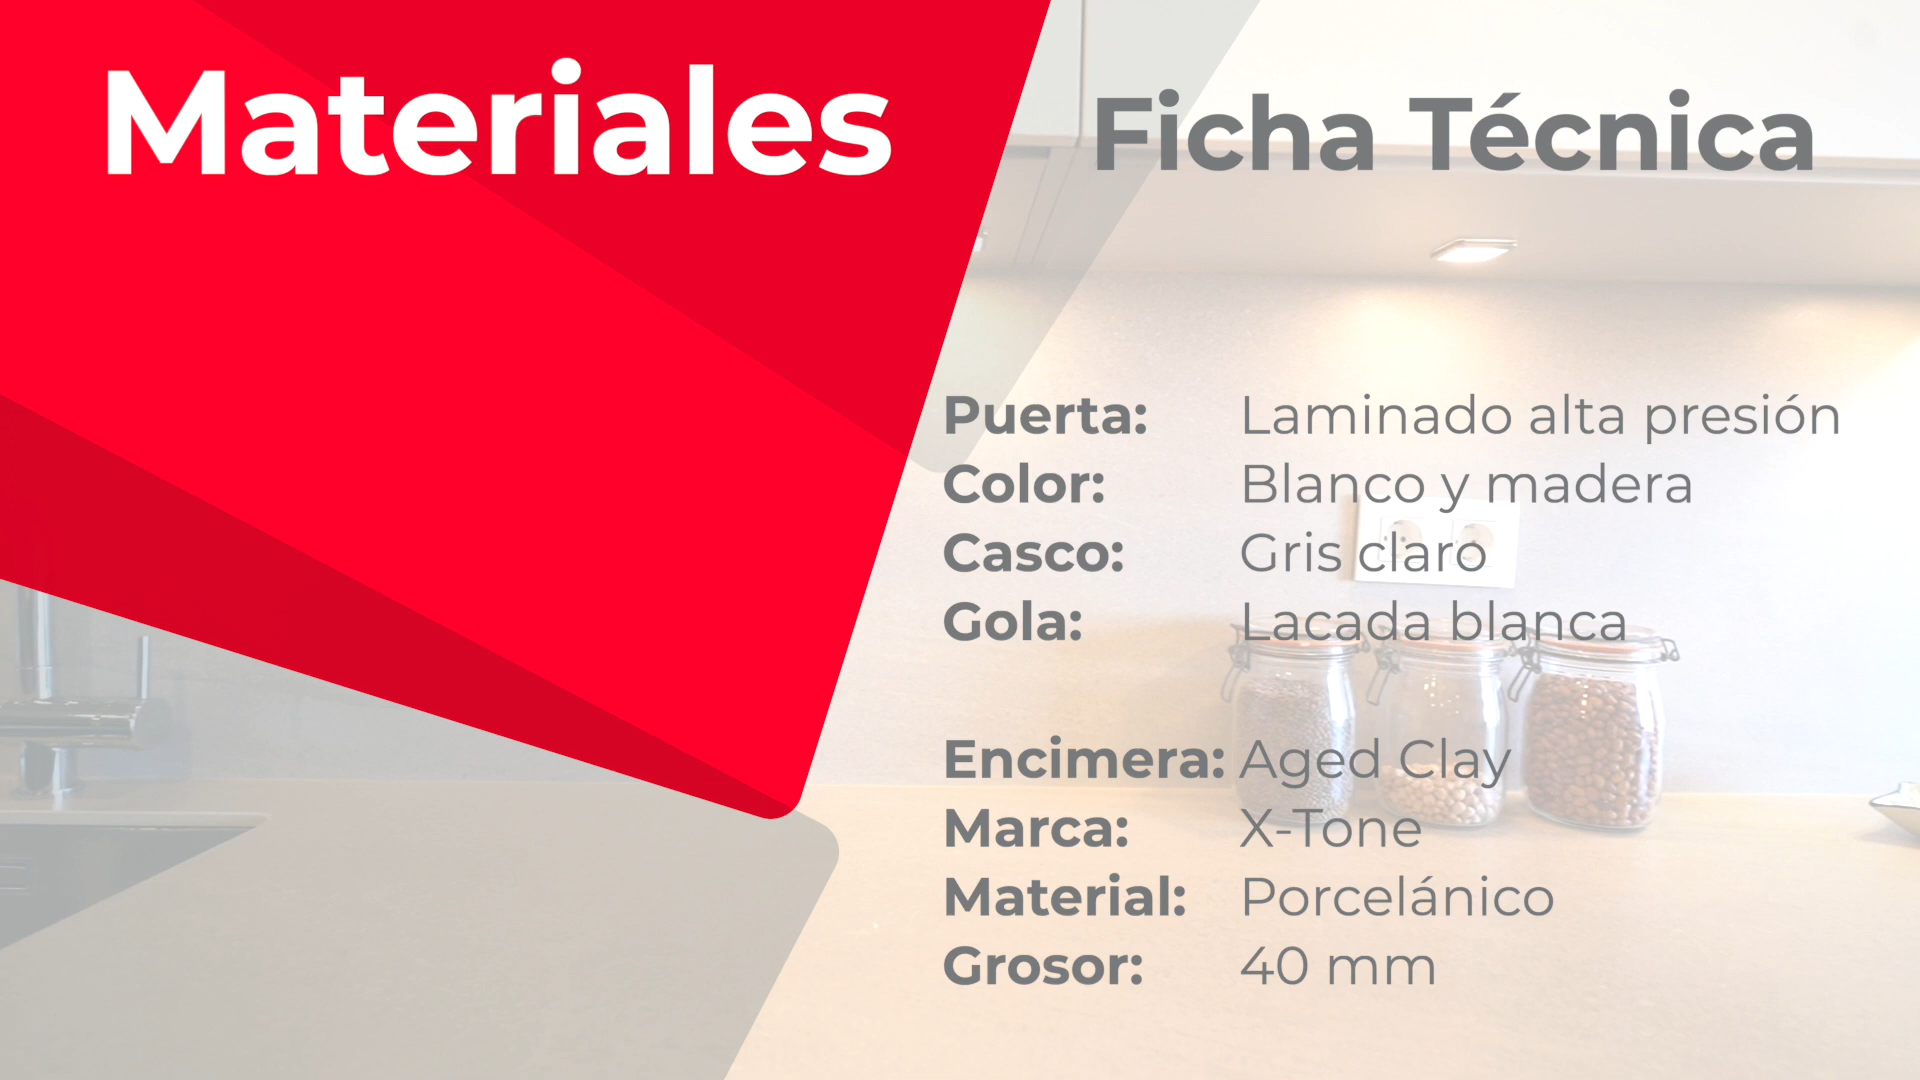 Materiales
Ficha Técnica
Puerta: Laminado alta presión
Color: Blanco y madera
Casco: Gris claro
Gola: Lacada blanca
Encimera: Aged Clay
Marca: X-Tone
Material: Porcelánico
Grosor: 40 mm